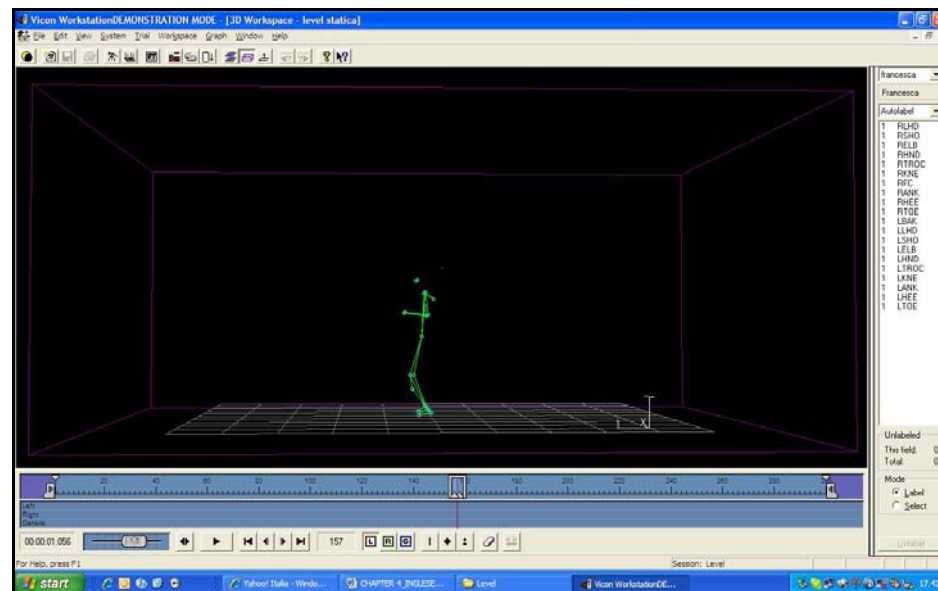 Vicon WorkstationDEMONSTRATION MODE - [3D Workspace - level statica]
File Edit View System Trial Workspace Graph Window Help
francesca
Francesca
Autolabel
1 RLHD
1 RSHO
1 RELB
1 RHND
1 RTROC
1 RKNE
1 RFC
1 RANK
1 RHEE
1 RTOE
1 LBAK
1 LLHD
1 LSHO
1 LELB
1 LHND
1 LTROC
1 LKNE
1 LANK
1 LHEE
1 LTOE
X
Unlabeled
This field: 0
Total: 0
Mode
Label
Select
Unlabel
20 40 60 80 100 120 140 180 200 220 240 260 280
Left
Right
General
00:00:01.056 157 L R G
For Help, press F1 Session: Level
start Yahoo! Italia - Windo... CHAPTER 4_INGLESE... Level Vicon WorkstationDE...